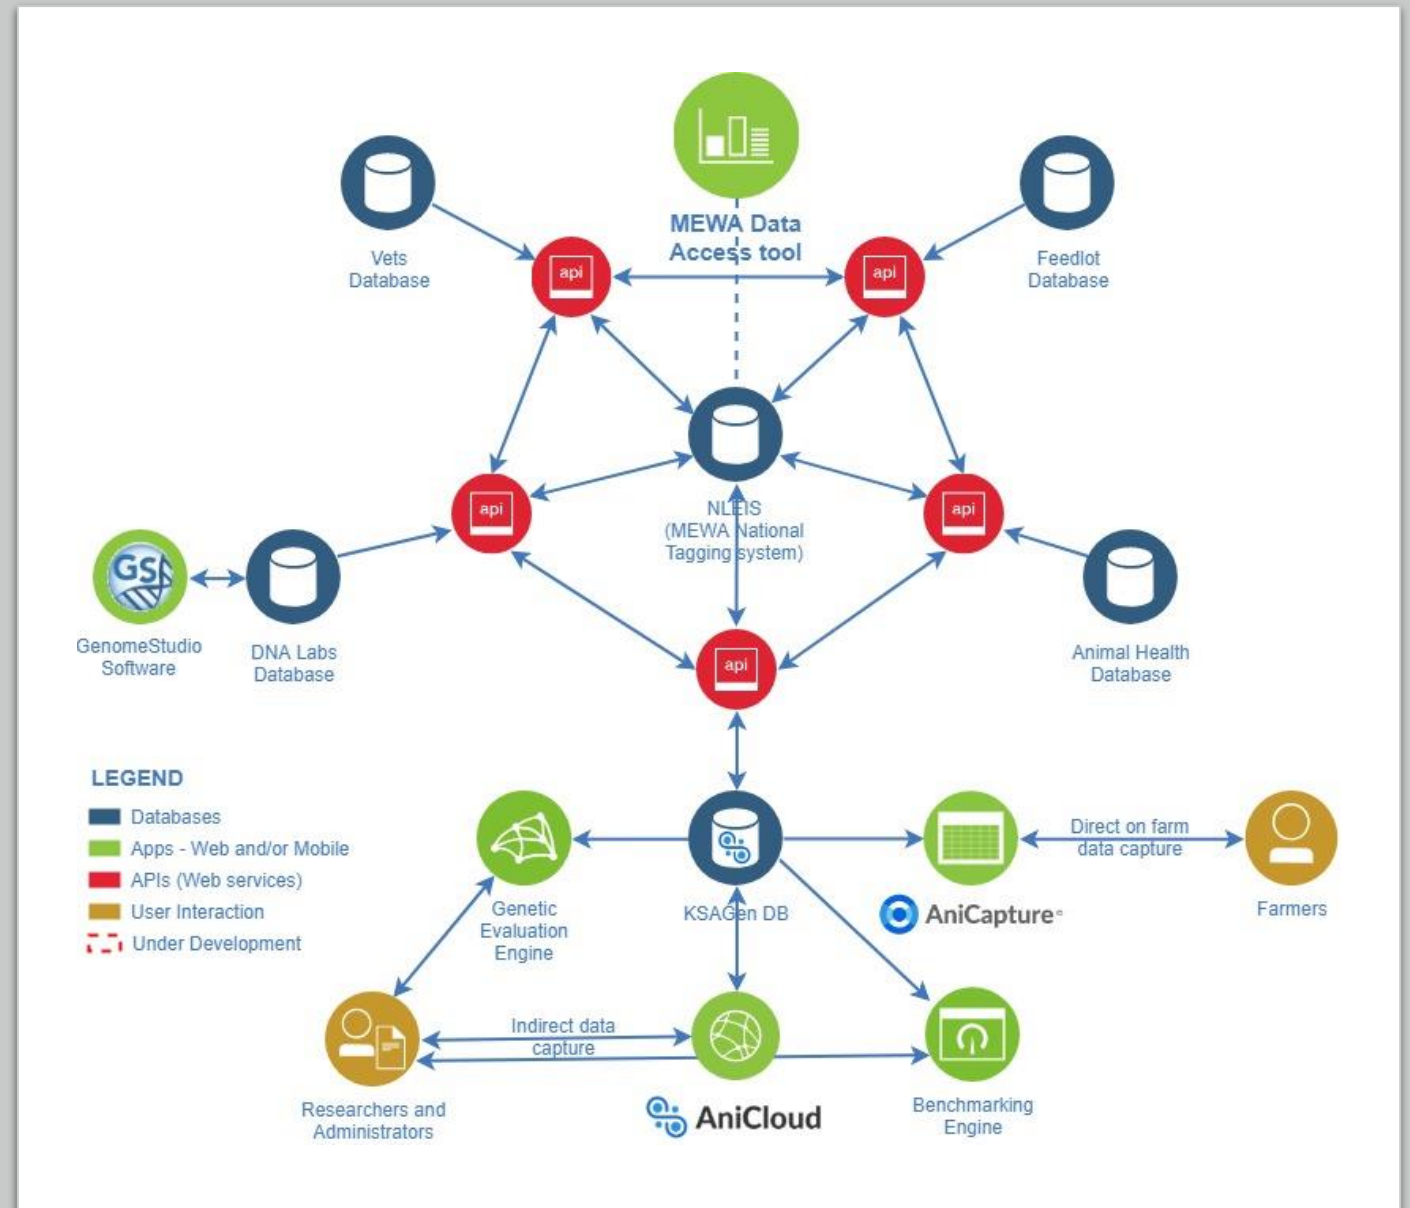 MEWA Data
Access tool
Vets
Database
Feedlot
Database
api
api
api
api
NLEIS
(MEWA National
Tagging system)
GS
GenomeStudio
Software
DNA Labs
Database
api
Animal Health
Database
LEGEND
Databases
Apps - Web and/or Mobile
APIs (Web services)
User Interaction
Under Development
Genetic
Evaluation
Engine
KSAGen DB
AniCapture
Direct on farm
data capture
Farmers
Indirect data
capture
Researchers and
Administrators
AniCloud
Benchmarking
Engine